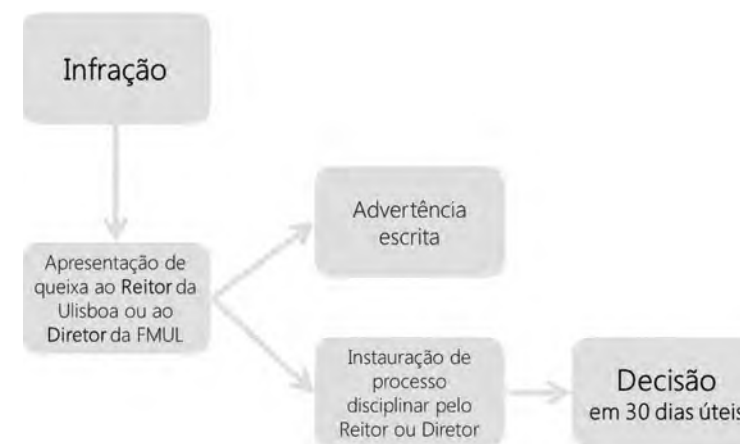 Infração
Apresentação de
queixa ao Reitor da
Ulisboa ou ao
Diretor da FMUL
Advertência
escrita
Instauração de
processo
disciplinar pelo
Reitor ou Diretor
Decisão
em 30 dias úteis